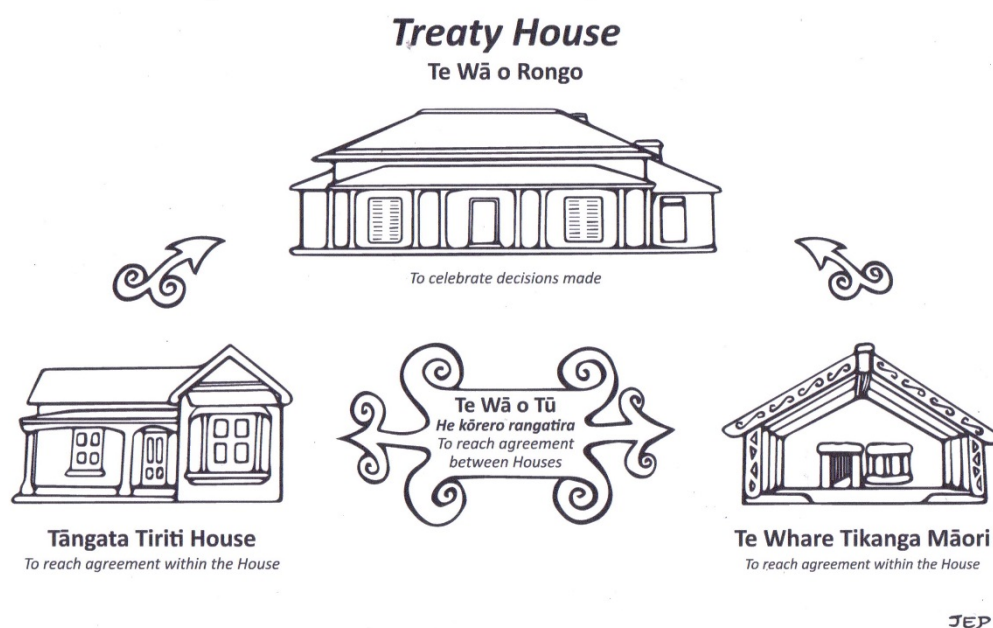 Treaty House
Te Wā o Rongo
To celebrate decisions made
Te Wā o Tū
He kōrero rangatira
To reach agreement
between Houses
Tāngata Tiriti House
To reach agreement within the House
Te Whare Tikanga Māori
To reach agreement within the House
JEP